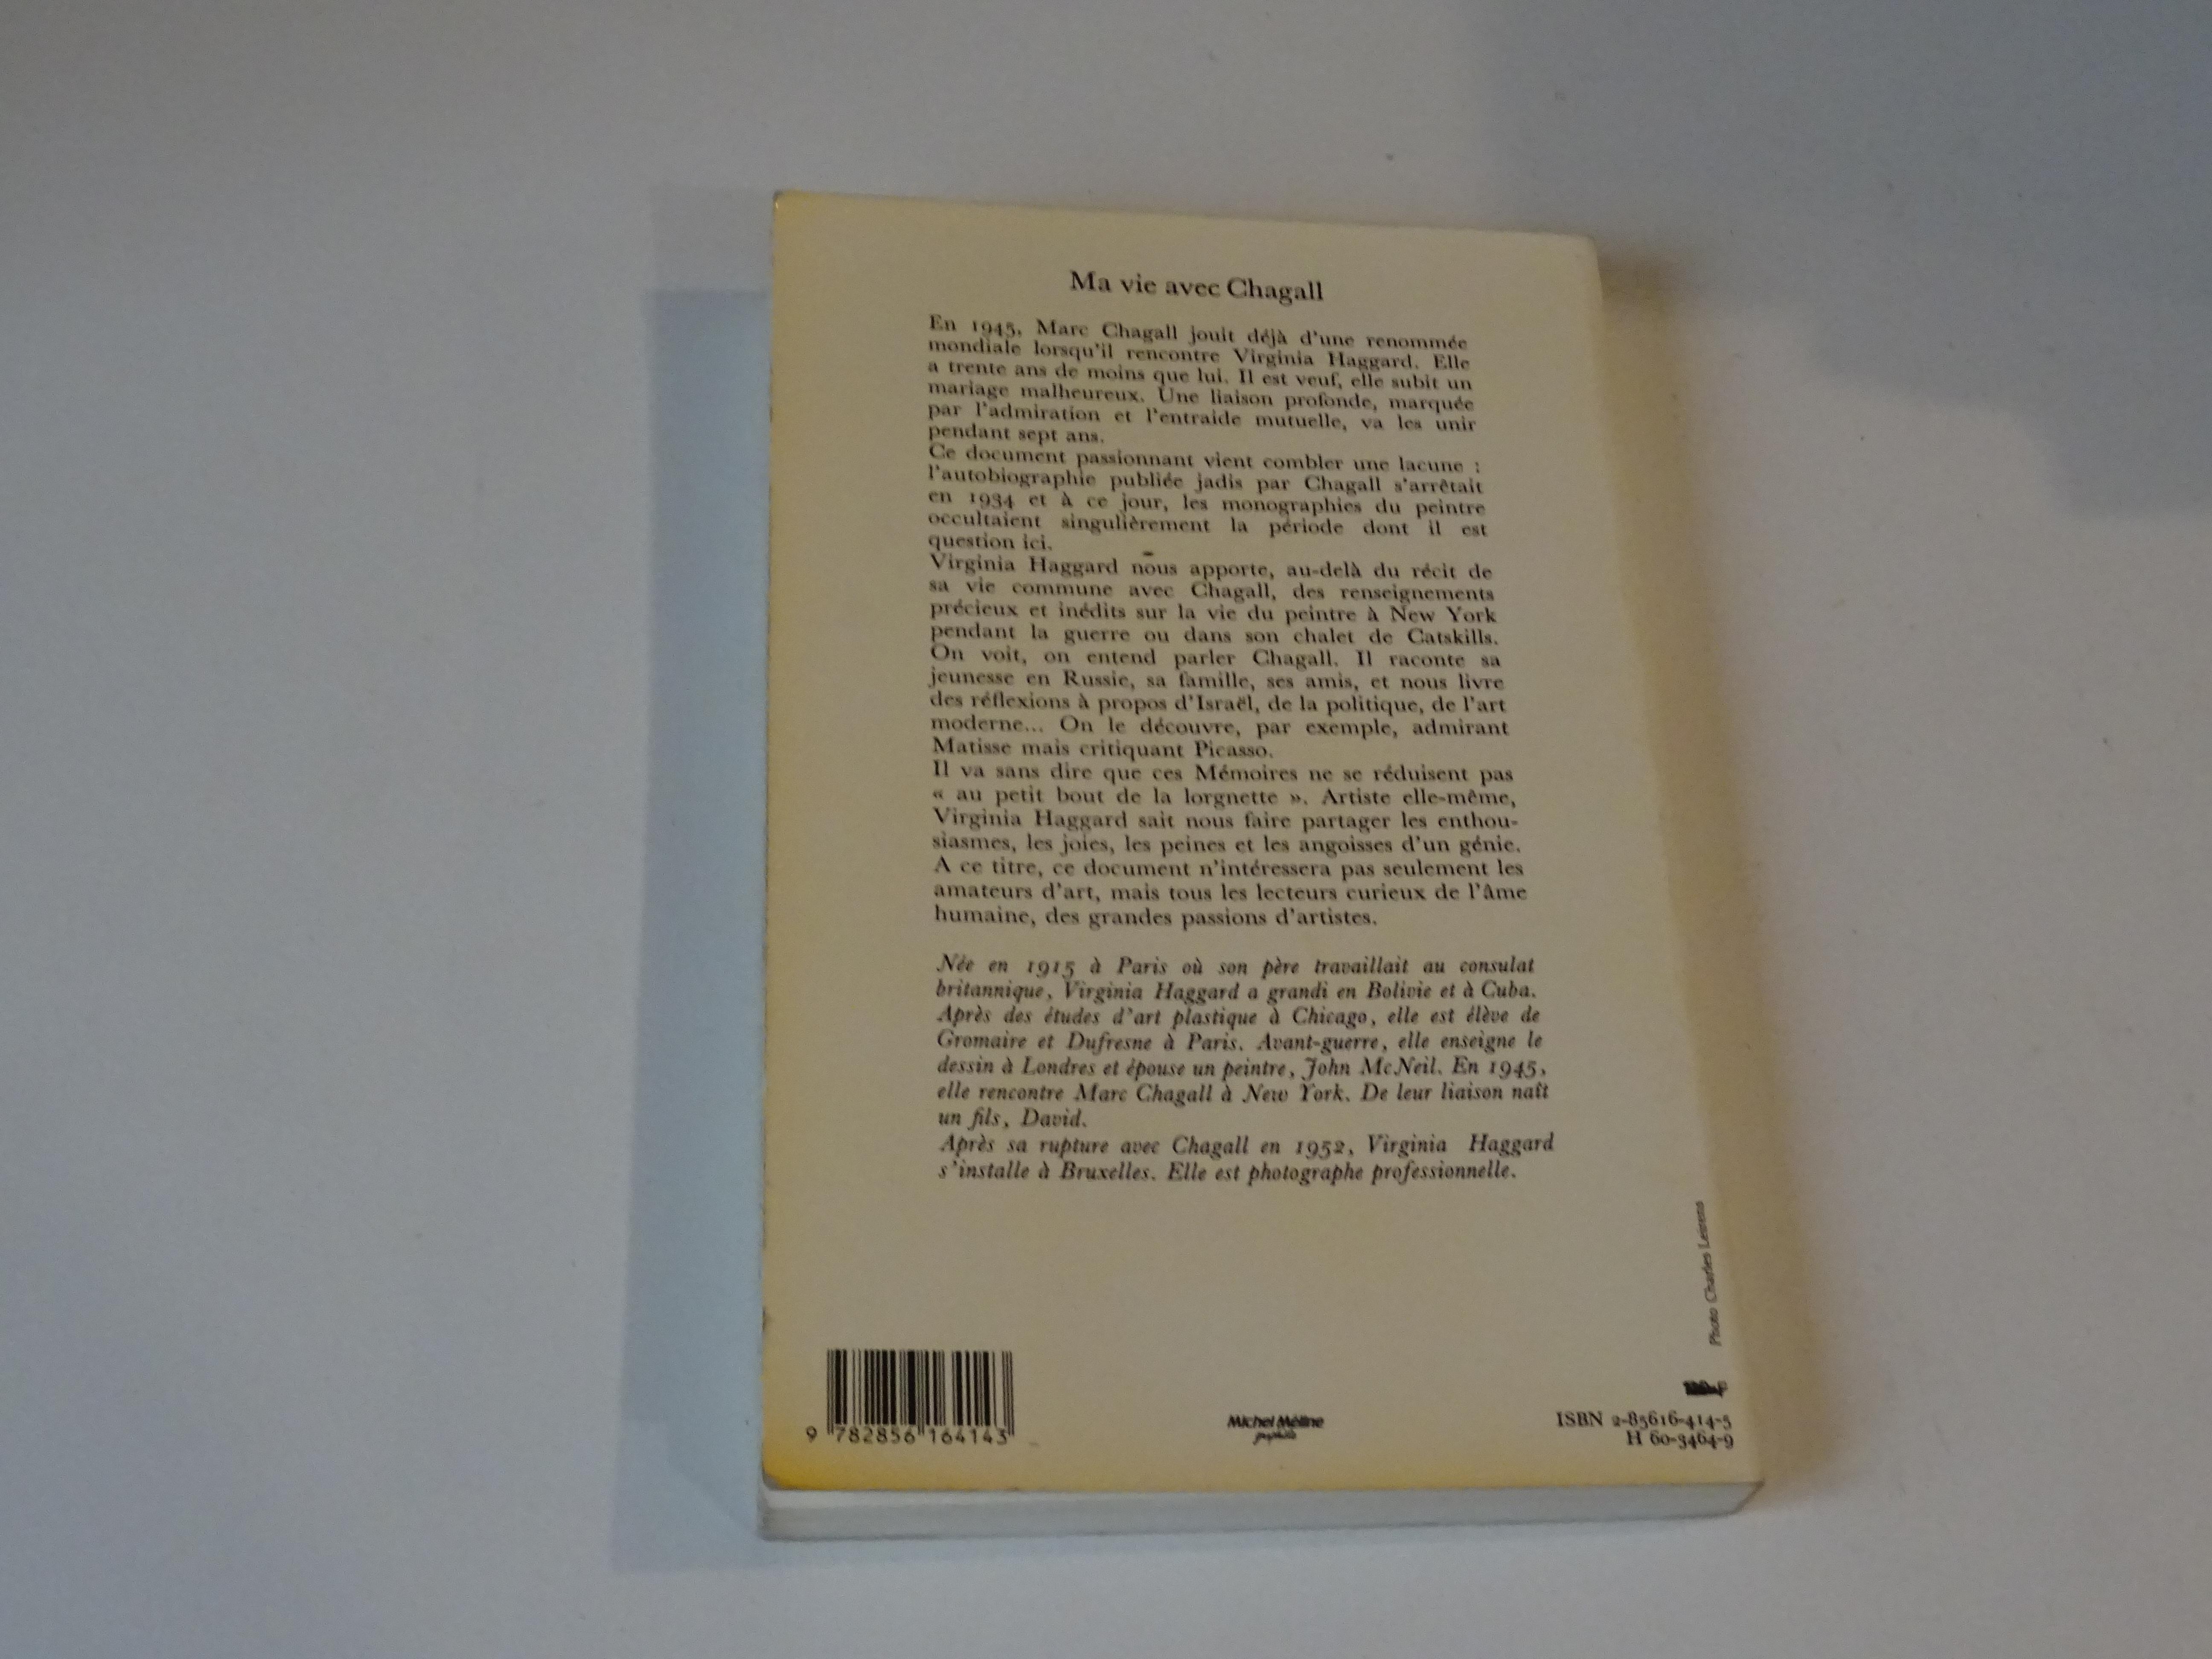 Ma vie avec Chagall
En 1945, Marc Chagall jouit déjà d'une renommée
mondiale lorsqu'il rencontre Virginia Haggard. Elle
a trente ans de moins que lui. Il est veuf, elle subit un
mariage malheureux. Une liaison profonde, marquée
par l'admiration et l'entraide mutuelle, va les unir
pendant sept ans.
Ce document passionnant vient combler une lacune :
l'autobiographie publiée jadis par Chagall s'arrêtait
en 1934 et à ce jour, les monographies du peintre
occultaient singulièrement la période dont il est
question ici.
Virginia Haggard nous apporte, au-delà du récit de
sa vie commune avec Chagall, des renseignements
précieux et inédits sur la vie du peintre à New York
pendant la guerre ou dans son chalet de Catskills.
On voit, on entend parler Chagall. Il raconte sa
jeunesse en Russie, sa famille, ses amis, et nous livre
des réflexions à propos d'Israël, de la politique, de l'art
moderne... On le découvre, par exemple, admirant
Matisse mais critiquant Picasso.
Il va sans dire que ces Mémoires ne se réduisent pas
« au petit bout de la lorgnette ». Artiste elle-même,
Virginia Haggard sait nous faire partager les enthou-
siasmes, les joies, les peines et les angoisses d'un génie.
A ce titre, ce document n'intéressera pas seulement les
amateurs d'art, mais tous les lecteurs curieux de l'âme
humaine, des grandes passions d'artistes.
Née en 1915 à Paris où son père travaillait au consulat
britannique, Virginia Haggard a grandi en Bolivie et à Cuba.
Après des études d'art plastique à Chicago, elle est élève de
Gromaire et Dufresne à Paris. Avant-guerre, elle enseigne le
dessin à Londres et épouse un peintre, John McNeil. En 1945,
elle rencontre Marc Chagall à New York. De leur liaison naît
un fils, David.
Après sa rupture avec Chagall en 1952, Virginia Haggard
s'installe à Bruxelles. Elle est photographe professionnelle.
Photo Charles Leirens
9 782856 164143
Michel Méline
ISBN 2-85616-414-5
H 60-3464-9